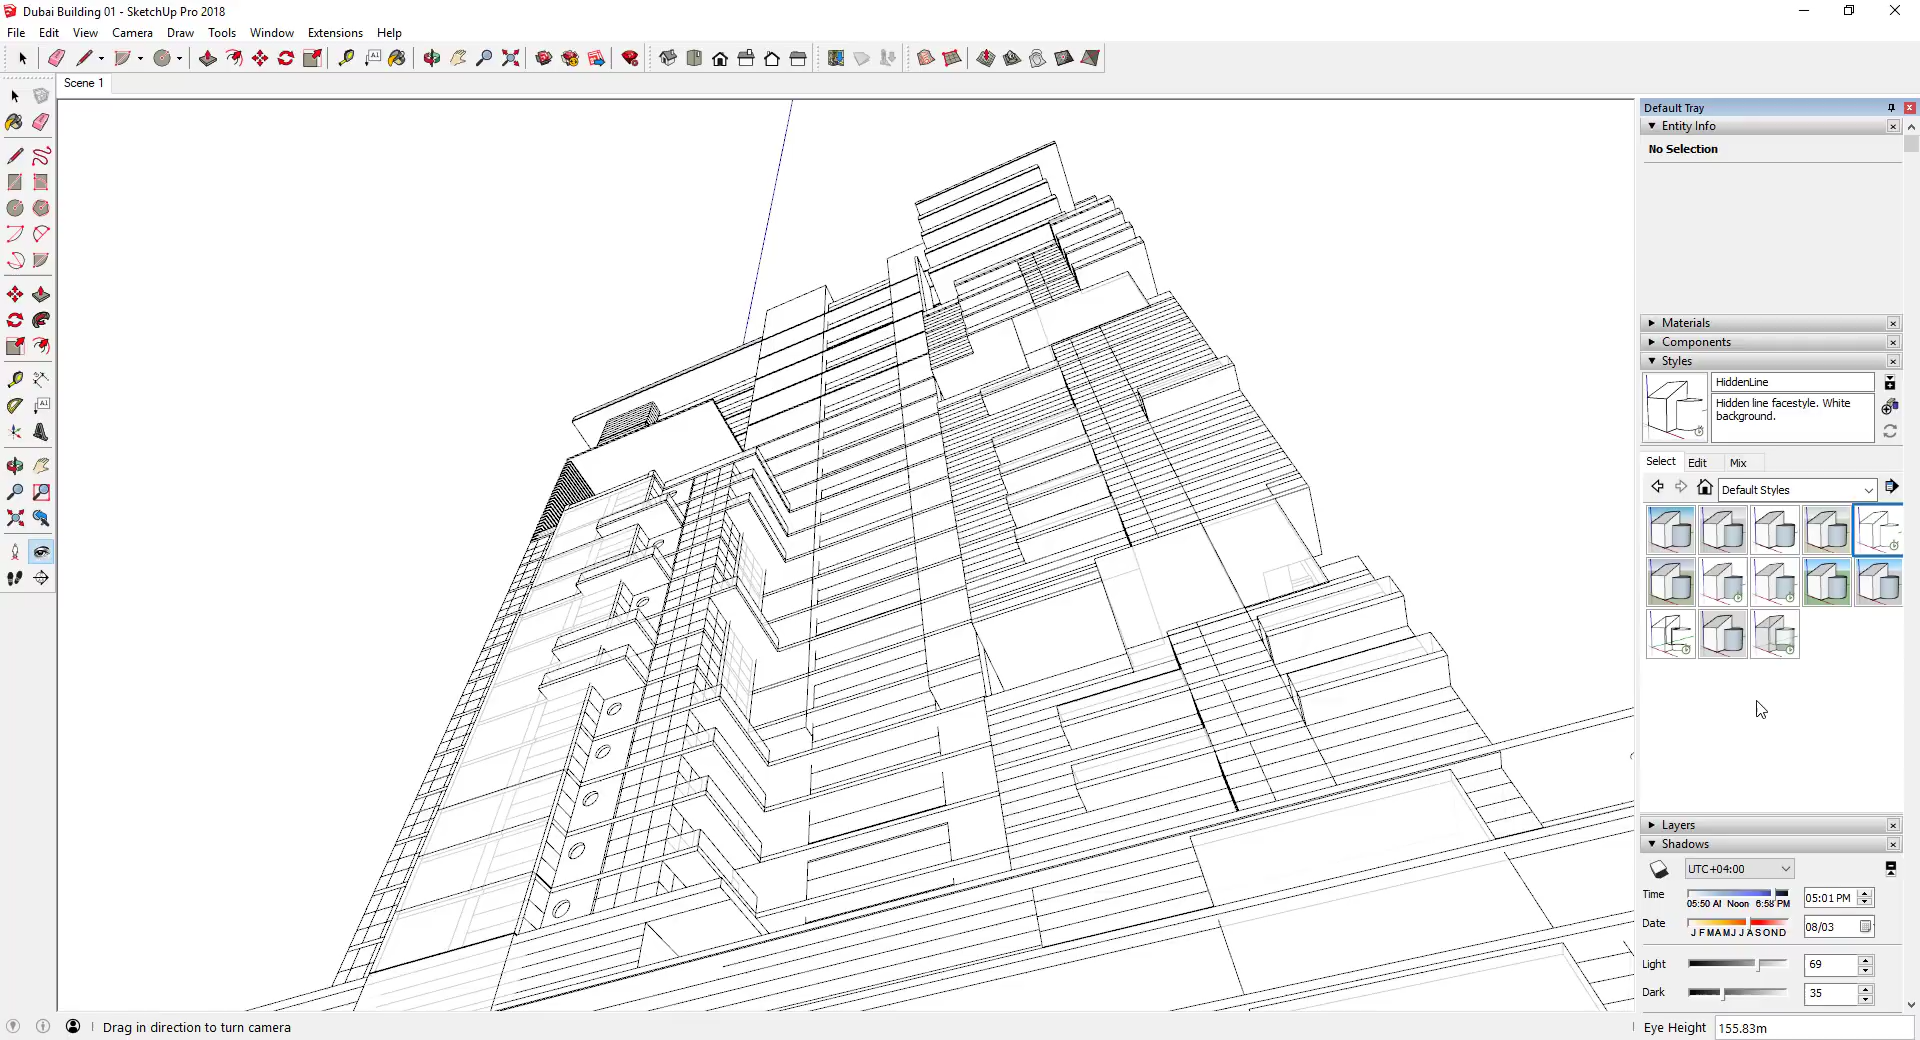 Dubai Building 01 - SketchUp Pro 2018
File Edit View Camera Draw Tools Window Extensions Help
Scene 1
Default Tray
Entity Info
No Selection
Materials
Components
Styles
HiddenLine
Hidden line facestyle. White
background.
Select Edit Mix
Default Styles
Layers
Shadows
UTC+04:00
Time
05:50 AI Noon 6:58 PM
05:01 PM
Date
J F M A M J J A S O N D
08/03
Light 69
Dark 35
Drag in direction to turn camera
Eye Height 155.83m